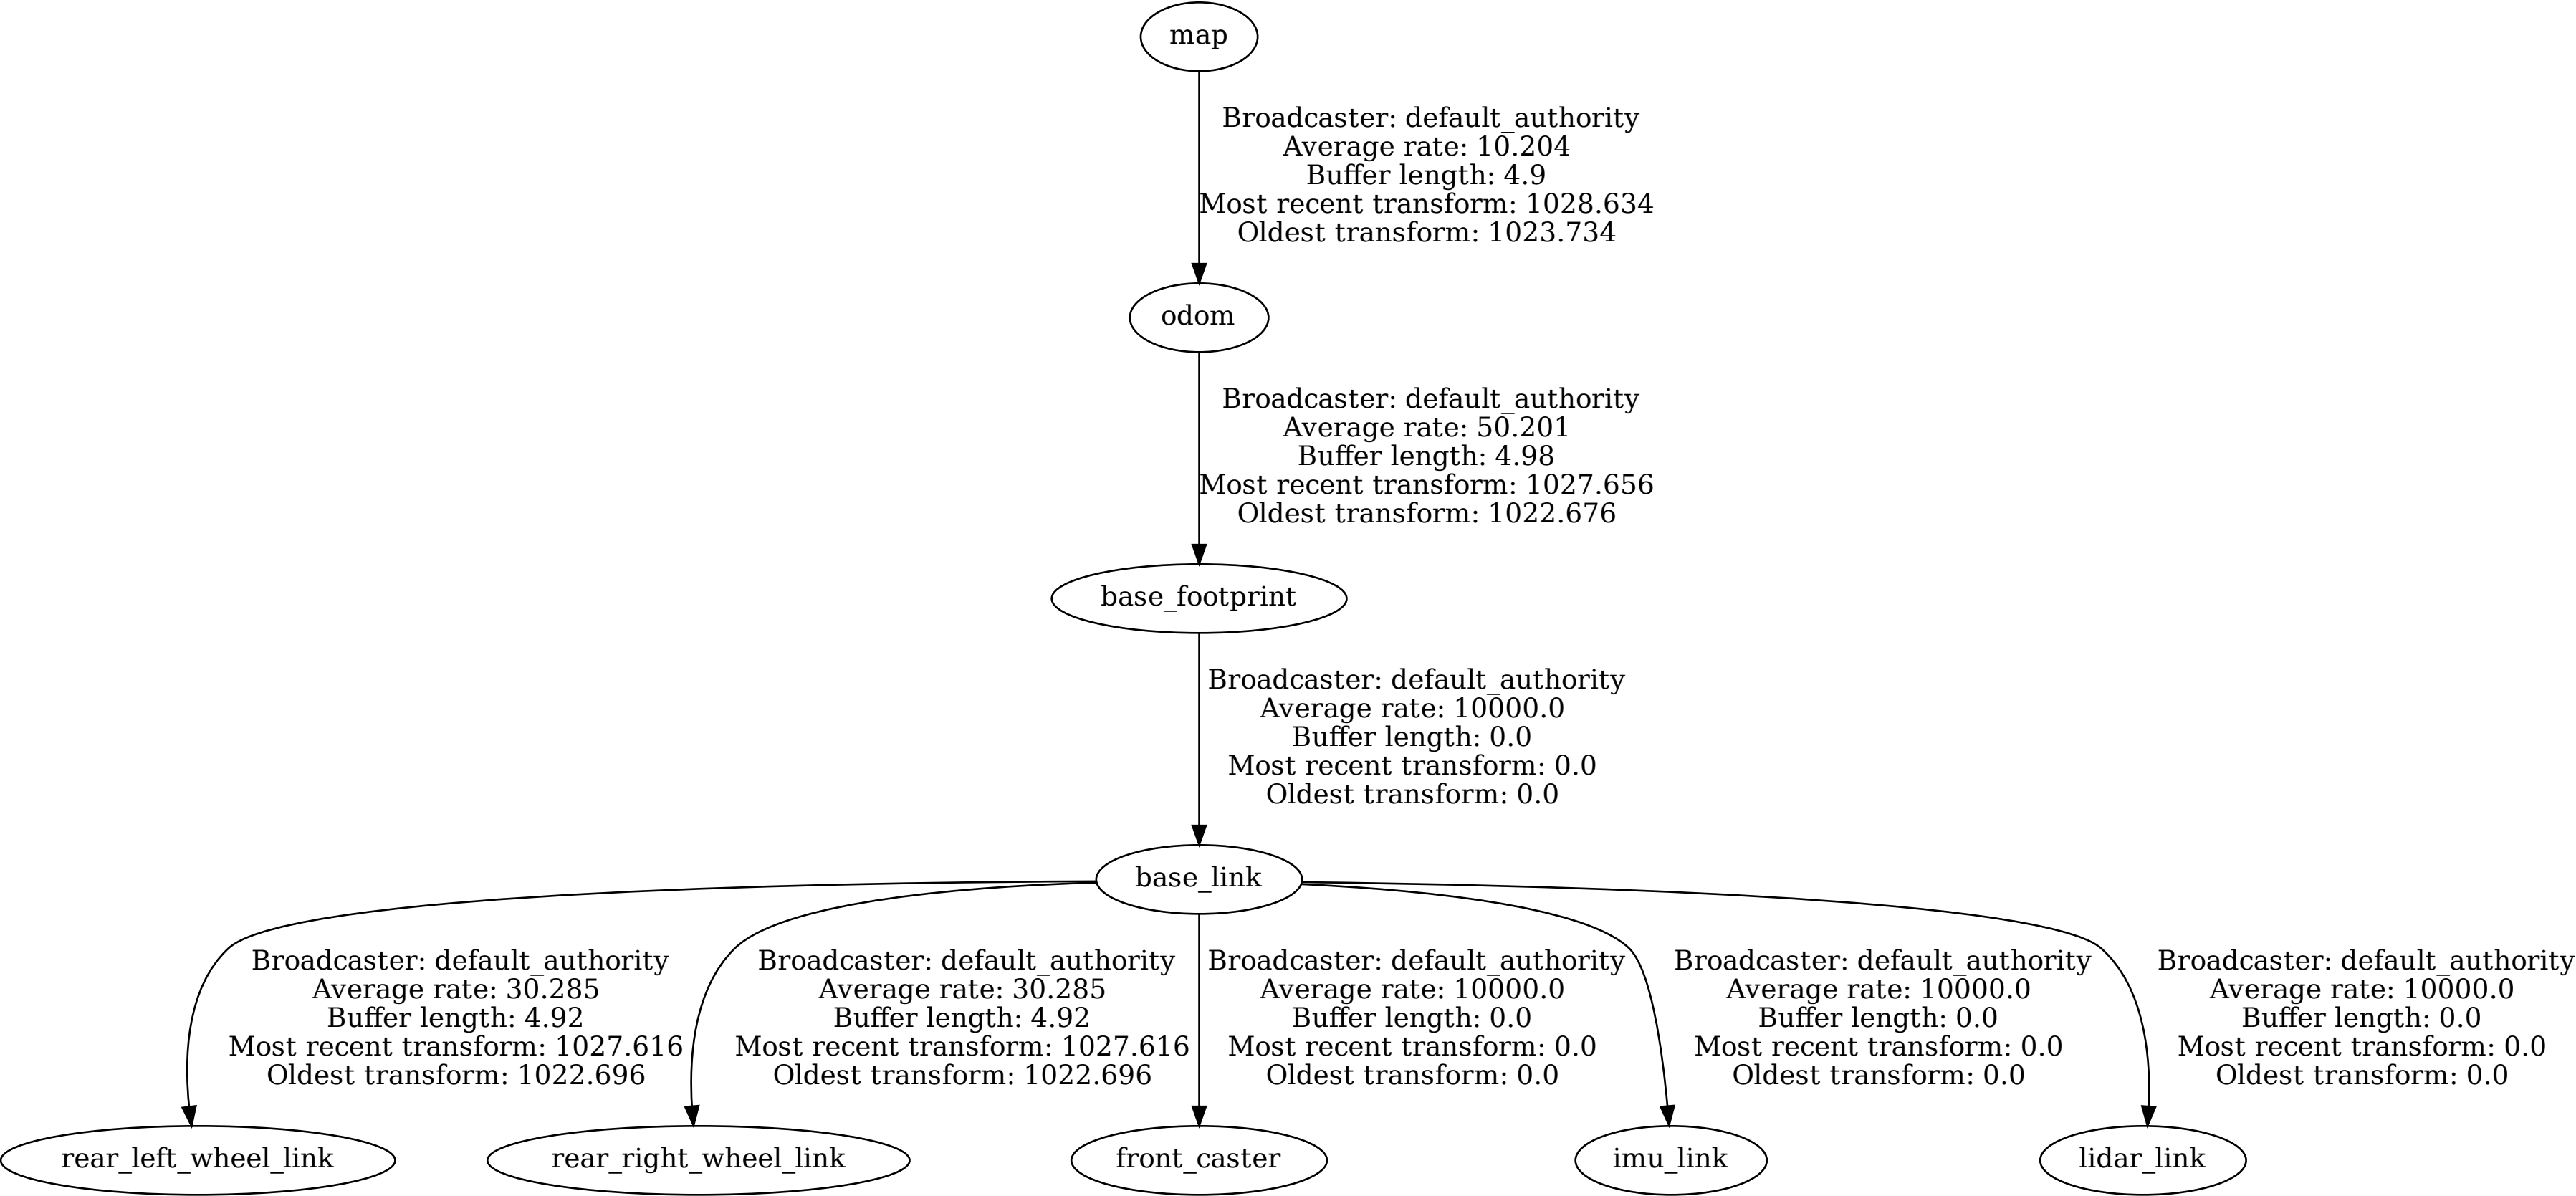 map
Broadcaster: default_authority
Average rate: 10.204
Buffer length: 4.9
Most recent transform: 1028.634
Oldest transform: 1023.734
odom
Broadcaster: default_authority
Average rate: 50.201
Buffer length: 4.98
Most recent transform: 1027.656
Oldest transform: 1022.676
base_footprint
Broadcaster: default_authority
Average rate: 10000.0
Buffer length: 0.0
Most recent transform: 0.0
Oldest transform: 0.0
base_link
Broadcaster: default_authority
Average rate: 30.285
Buffer length: 4.92
Most recent transform: 1027.616
Oldest transform: 1022.696
Broadcaster: default_authority
Average rate: 30.285
Buffer length: 4.92
Most recent transform: 1027.616
Oldest transform: 1022.696
Broadcaster: default_authority
Average rate: 10000.0
Buffer length: 0.0
Most recent transform: 0.0
Oldest transform: 0.0
Broadcaster: default_authority
Average rate: 10000.0
Buffer length: 0.0
Most recent transform: 0.0
Oldest transform: 0.0
Broadcaster: default_authority
Average rate: 10000.0
Buffer length: 0.0
Most recent transform: 0.0
Oldest transform: 0.0
rear_left_wheel_link
rear_right_wheel_link
front_caster
imu_link
lidar_link